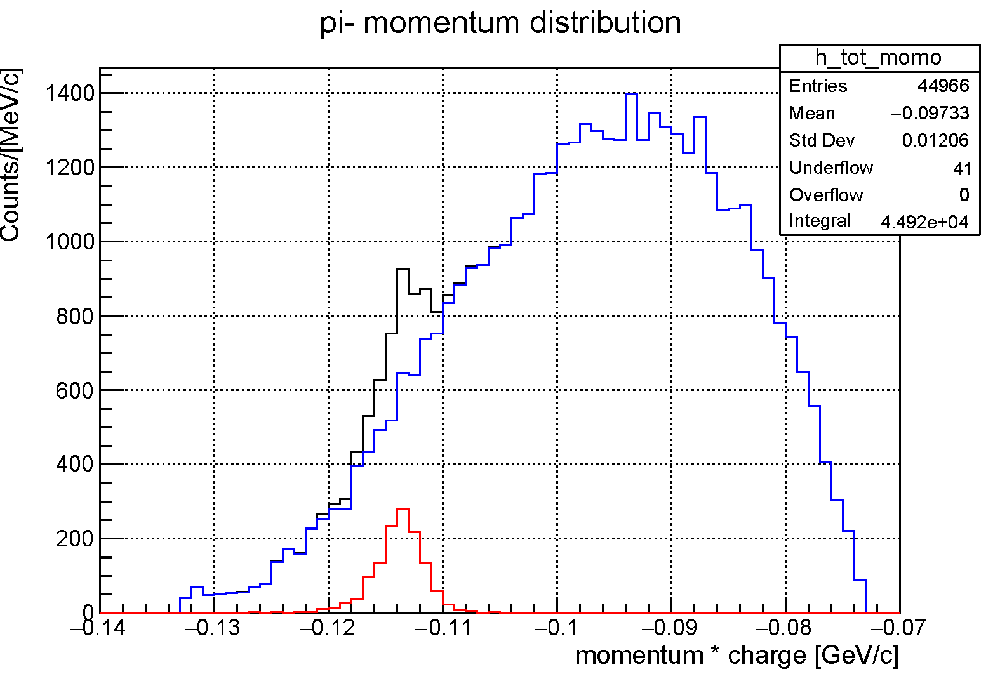 pi- momentum distribution
h_tot_momo
Entries 44966
Mean −0.09733
Std Dev 0.01206
Underflow 41
Overflow 0
Integral 4.492e+04
Counts/[MeV/c]
1400
1200
1000
800
600
400
200
0
−0.14 −0.13 −0.12 −0.11 −0.1 −0.09 −0.08 −0.07
momentum * charge [GeV/c]